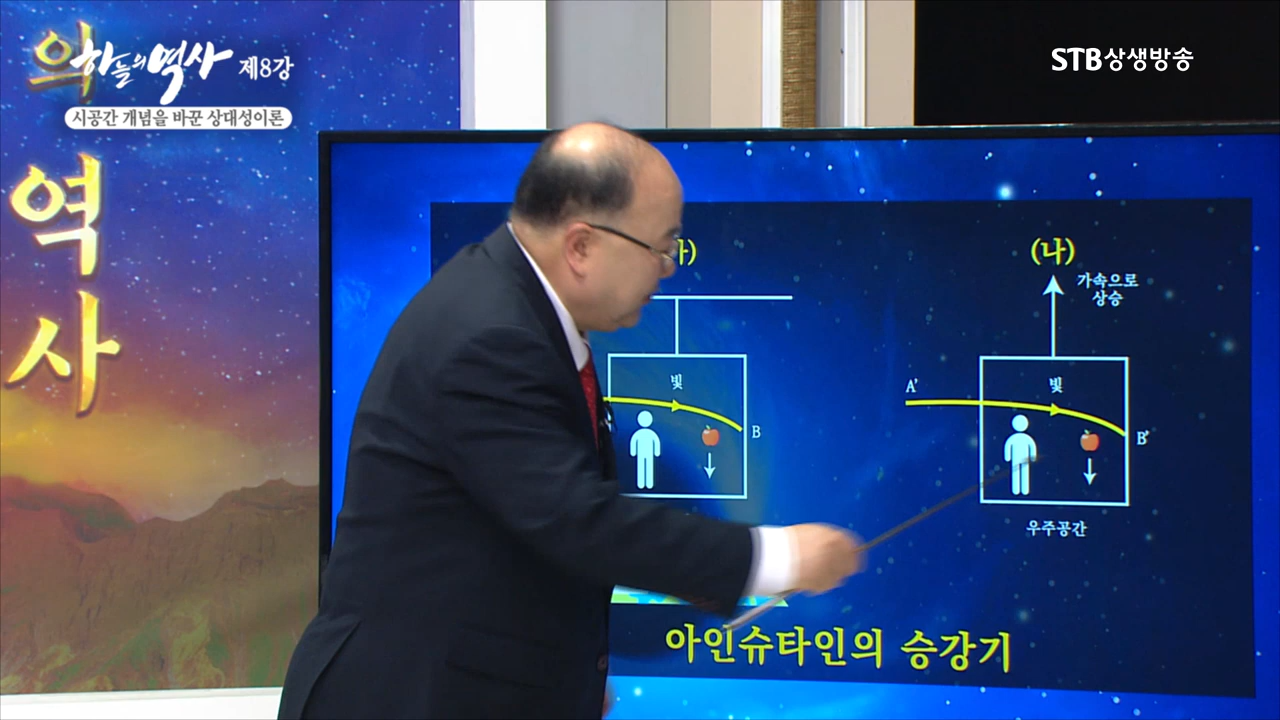 하늘의 역사 제8강
시공간 개념을 바꾼 상대성이론
STB상생방송
의
역
사
(나)
가속으로
상승
빛
B
A'
빛
B'
우주공간
아인슈타인의 승강기